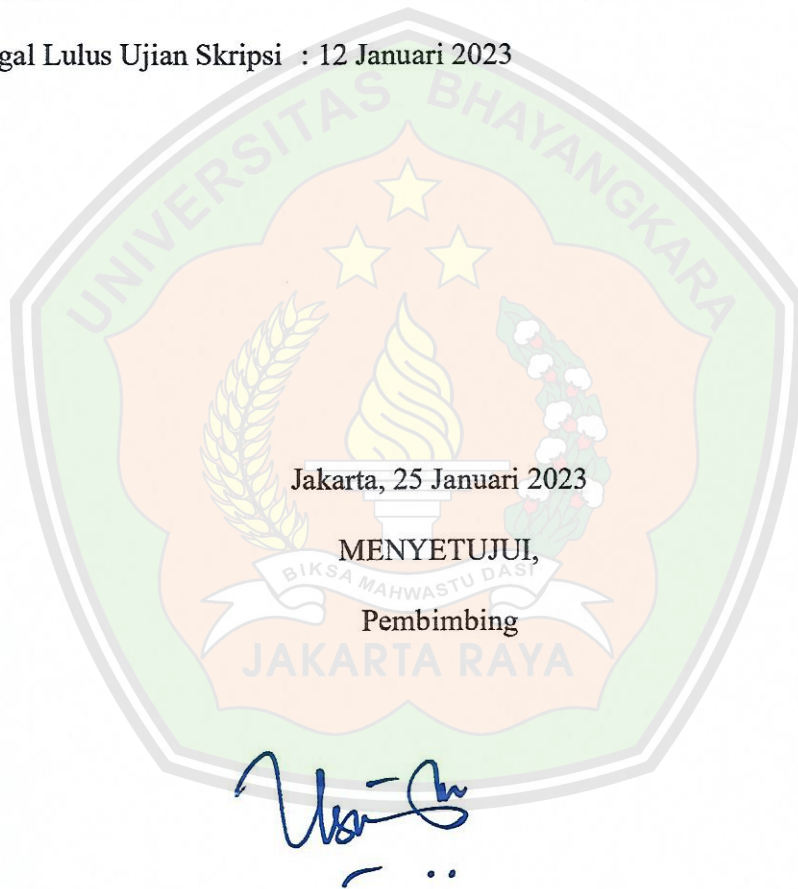 gal Lulus Ujian Skripsi : 12 Januari 2023
UNIVERSITAS BHAYANGKARA
Jakarta, 25 Januari 2023
MENYETUJUI,
BIKSA MAHWASTU DASI
Pembimbing
JAKARTA RAYA